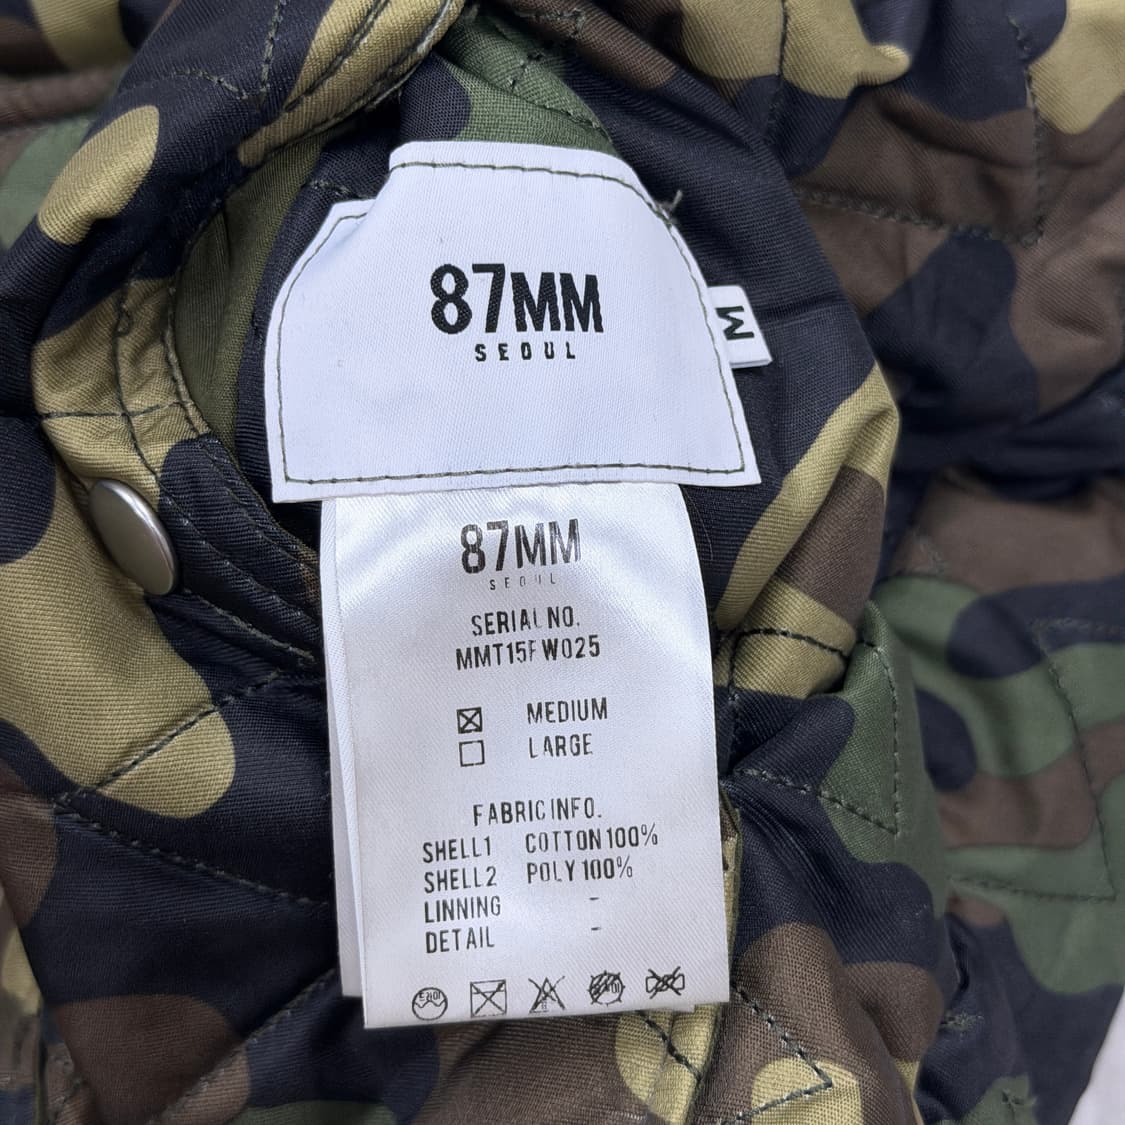 87MM
SEOUL
M
87MM
SEOUL
SERIAL NO.
MMT15FW025
MEDIUM
LARGE
FABRIC INFO.
SHELL1 COTTON 100%
SHELL2 POLY 100%
LINNING -
DETAIL -